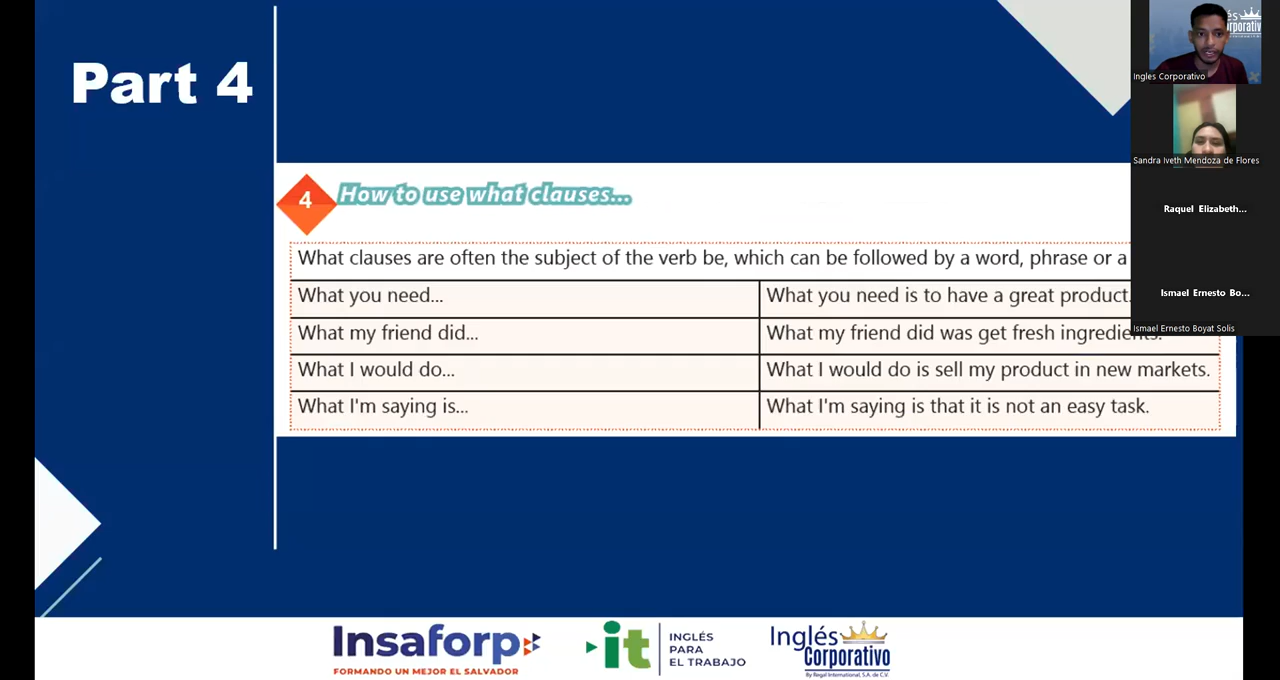 Part 4
4
How to use what clauses...
What clauses are often the subject of the verb be, which can be followed by a word, phrase or a
What you need... What you need is to have a great product.
What my friend did... What my friend did was get fresh ingredients.
What I would do... What I would do is sell my product in new markets.
What I'm saying is... What I'm saying is that it is not an easy task.
Insaforp
FORMANDO UN MEJOR EL SALVADOR
it
INGLÉS
PARA
EL TRABAJO
Inglés
Corporativo
By Regal International, S.A. de C.V.
Ingles Corporativo
Sandra Iveth Mendoza de Flores
Raquel Elizabeth...
Ismael Ernesto Bo...
Ismael Ernesto Boyat Solis